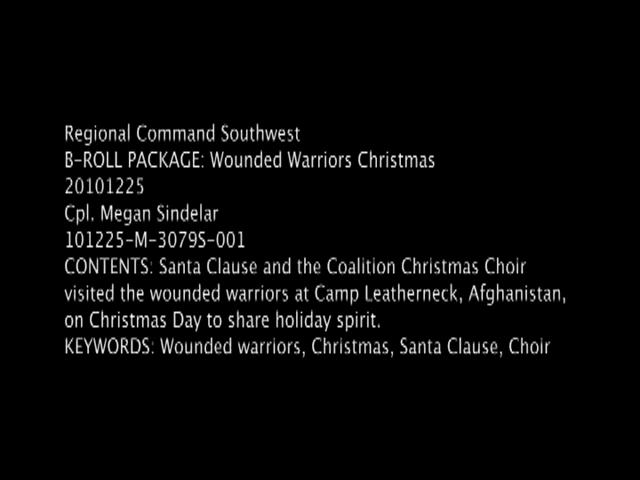 Regional Command Southwest
B-ROLL PACKAGE: Wounded Warriors Christmas
20101225
Cpl. Megan Sindelar
101225-M-3079S-001
CONTENTS: Santa Clause and the Coalition Christmas Choir
visited the wounded warriors at Camp Leatherneck, Afghanistan,
on Christmas Day to share holiday spirit.
KEYWORDS: Wounded warriors, Christmas, Santa Clause, Choir